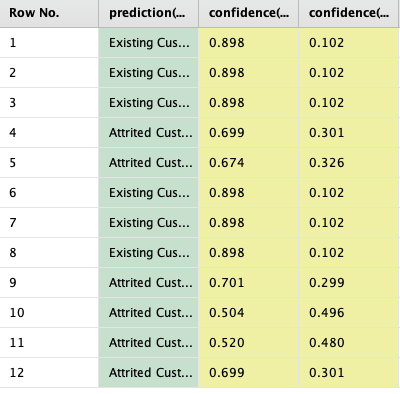 Row No. prediction(... confidence(... confidence(...
1 Existing Cus... 0.898 0.102
2 Existing Cus... 0.898 0.102
3 Existing Cus... 0.898 0.102
4 Attrited Cust... 0.699 0.301
5 Attrited Cust... 0.674 0.326
6 Existing Cus... 0.898 0.102
7 Existing Cus... 0.898 0.102
8 Existing Cus... 0.898 0.102
9 Attrited Cust... 0.701 0.299
10 Attrited Cust... 0.504 0.496
11 Attrited Cust... 0.520 0.480
12 Attrited Cust... 0.699 0.301